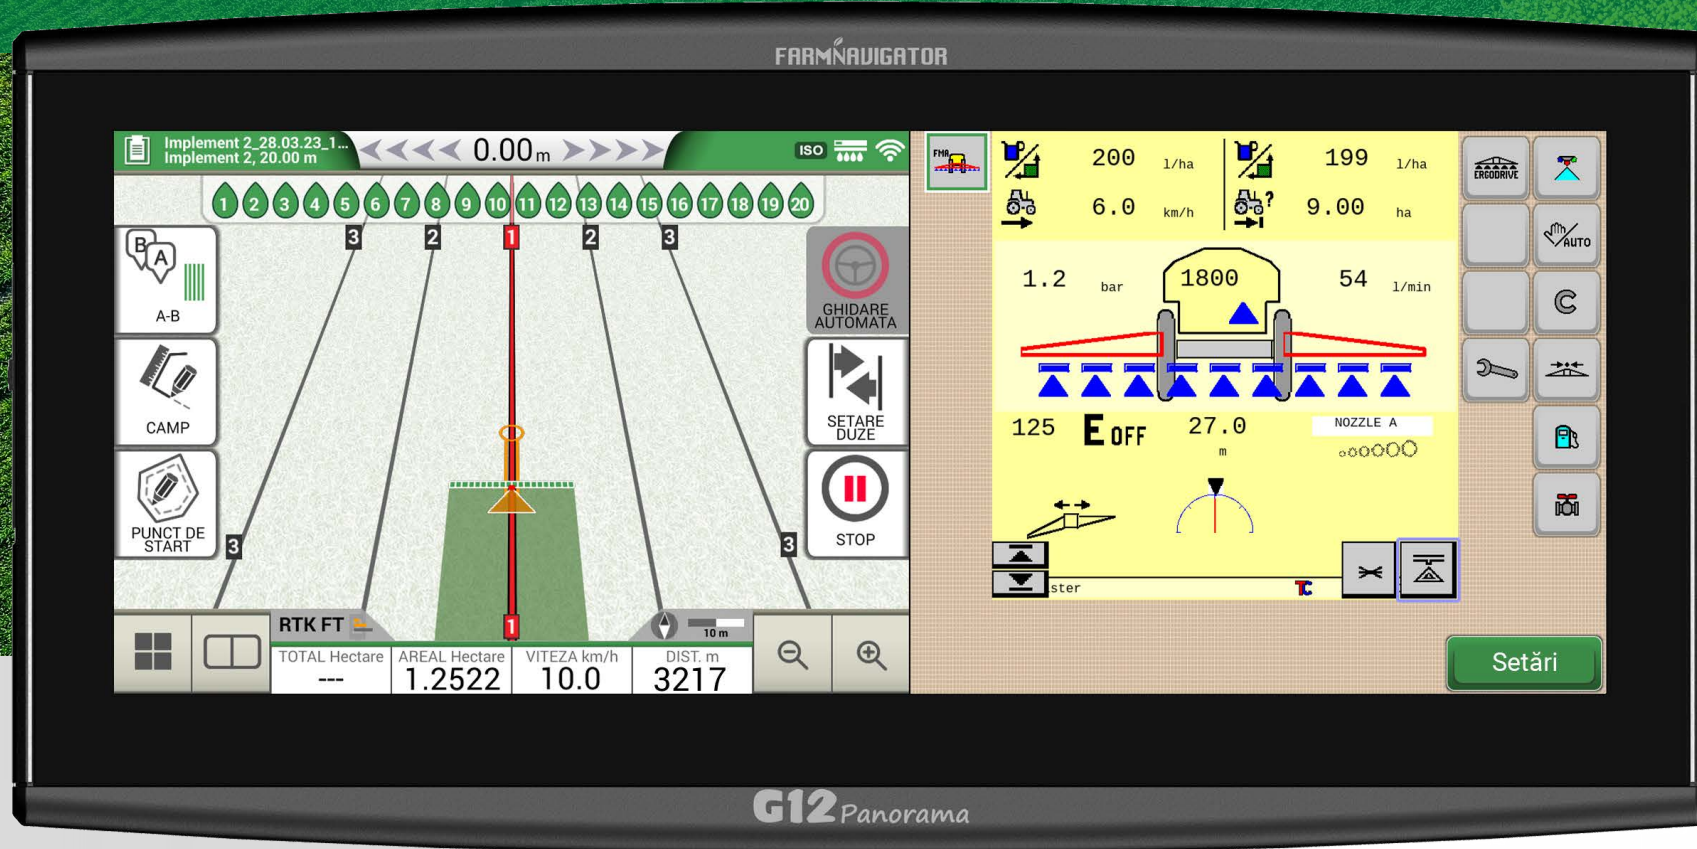 FARMNAVIGATOR
Implement 2_28.03.23_1...
Implement 2, 20.00 m
0.00 m
ISO
1 2 3 4 5 6 7 8 9 10 11 12 13 14 15 16 17 18 19 20
3 2 1 2 3
B
A
A-B
CAMP
PUNCT DE
START
3
3
GHIDARE
AUTOMATA
SETARE
DUZE
STOP
RTK FT
1
10 m
TOTAL Hectare
---
AREAL Hectare
1.2522
VITEZA km/h
10.0
DIST. m
3217
FMA
200 l/ha
199 l/ha
6.0 km/h
? 9.00 ha
1.2 bar
1800
54 l/min
125
E OFF
27.0
m
NOZZLE A
ster
TC
ERGODRIVE
AUTO
C
Setări
G12 Panorama